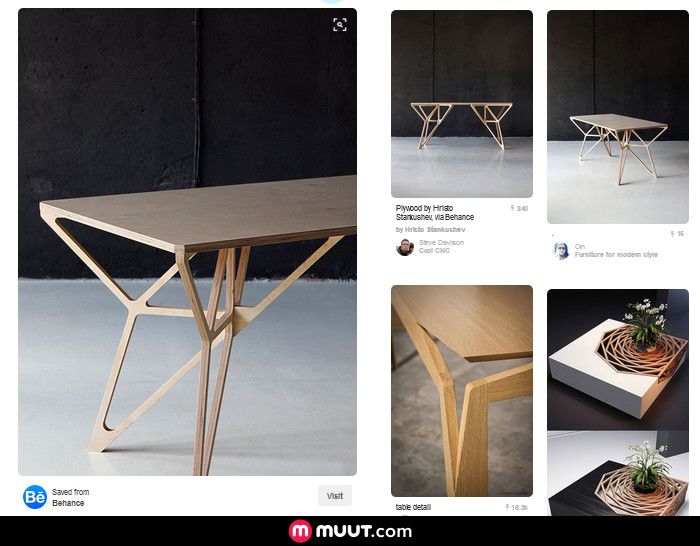 Bē
Saved from
Behance
Visit
Plywood by Hristo
Stankushev, via Behance
840
by Hristo Stankushev
Steve Davison
Cool CNC
.
16
On
Furniture for modern style
table detail
16.3k
MUUT.com